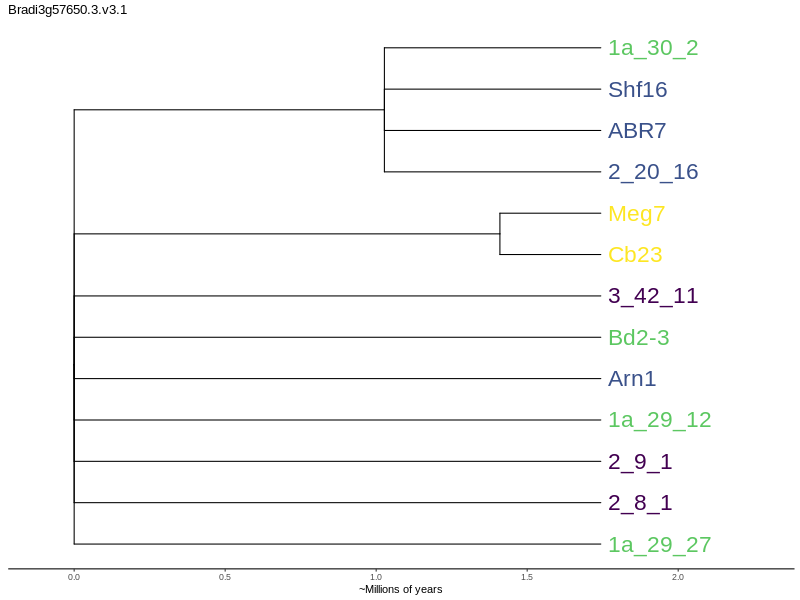 Bradi3g57650.3.v3.1
1a_30_2
Shf16
ABR7
2_20_16
Meg7
Cb23
3_42_11
Bd2-3
Arn1
1a_29_12
2_9_1
2_8_1
1a_29_27
0.0 0.5 1.0 1.5 2.0
~Millions of years